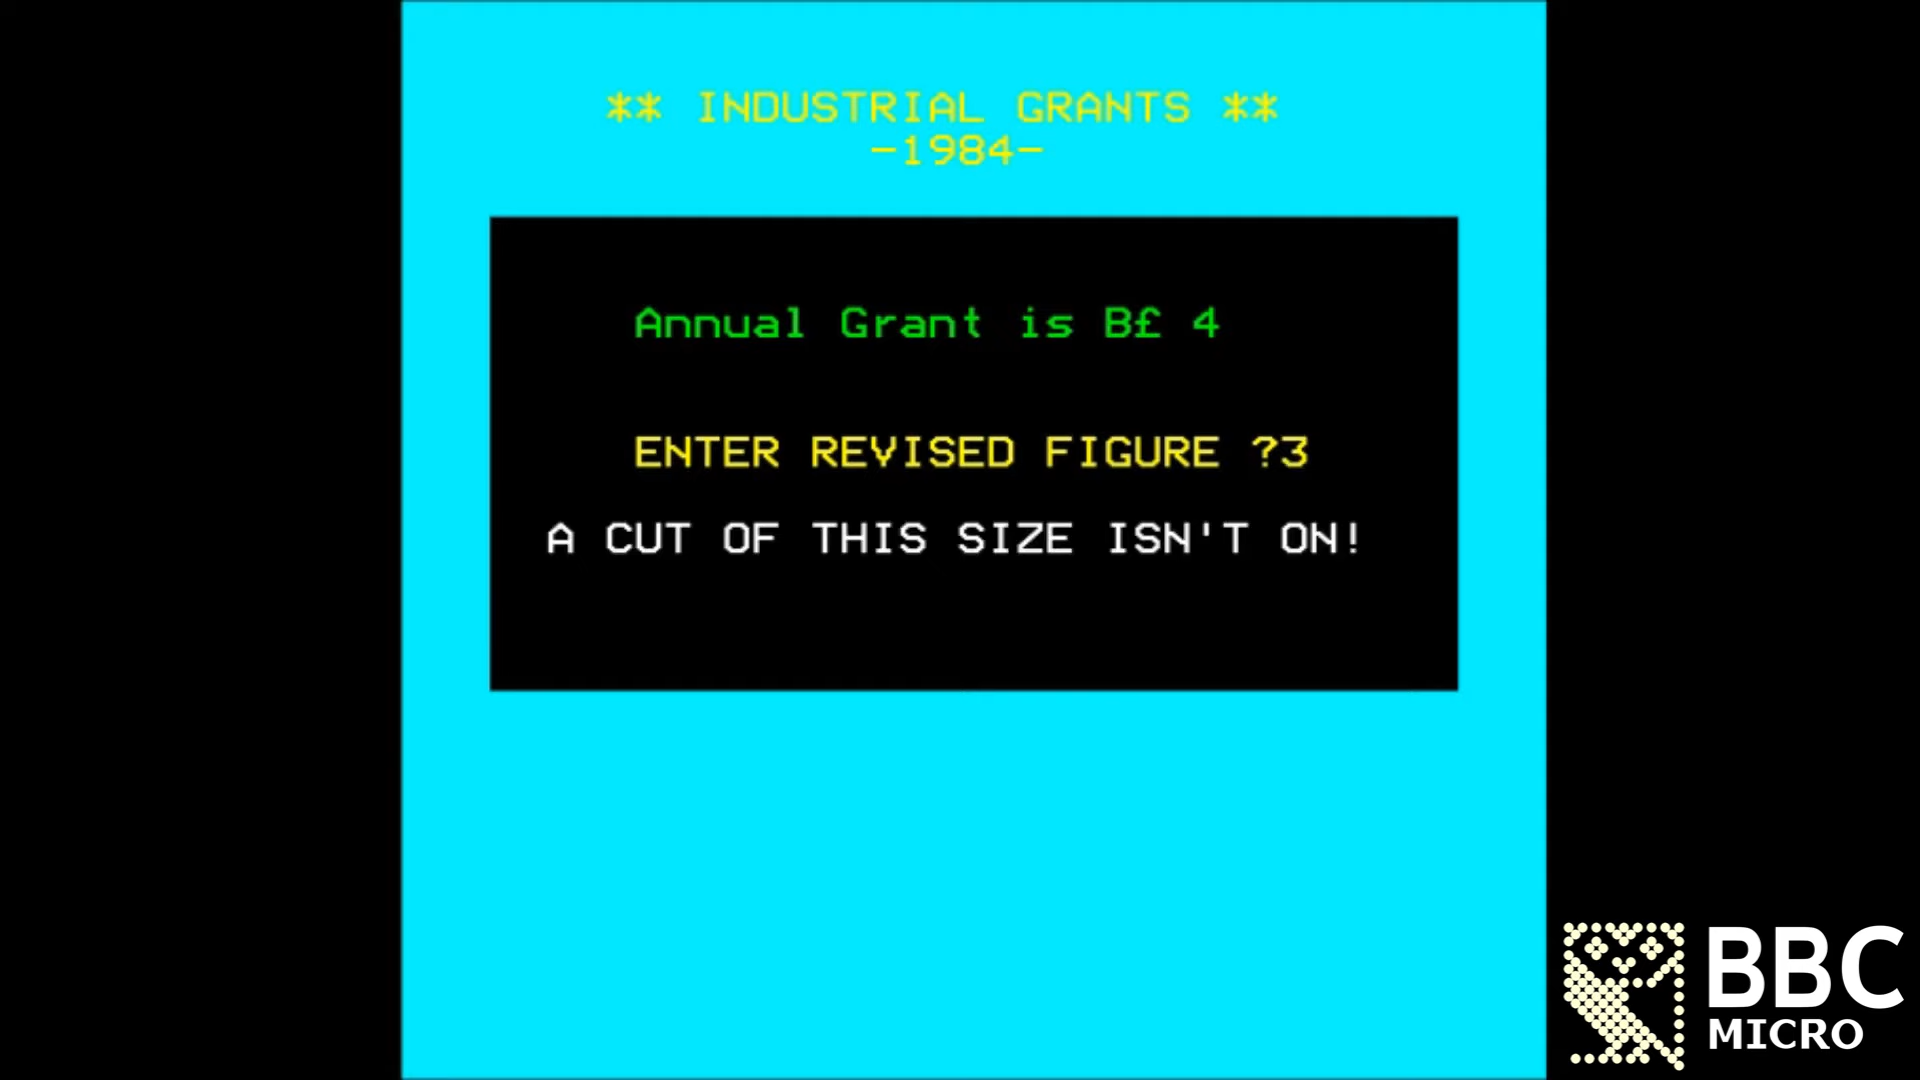 ** INDUSTRIAL GRANTS **
-1984-
Annual Grant is B£ 4
ENTER REVISED FIGURE ?3
A CUT OF THIS SIZE ISN'T ON!
BBC
MICRO